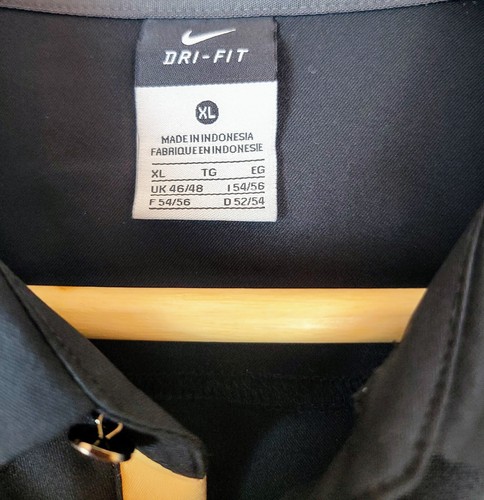 DRI-FIT
XL
MADE IN INDONESIA
FABRIQUE EN INDONESIE
XL TG EG
UK 46/48 I 54/56
F 54/56 D 52/54